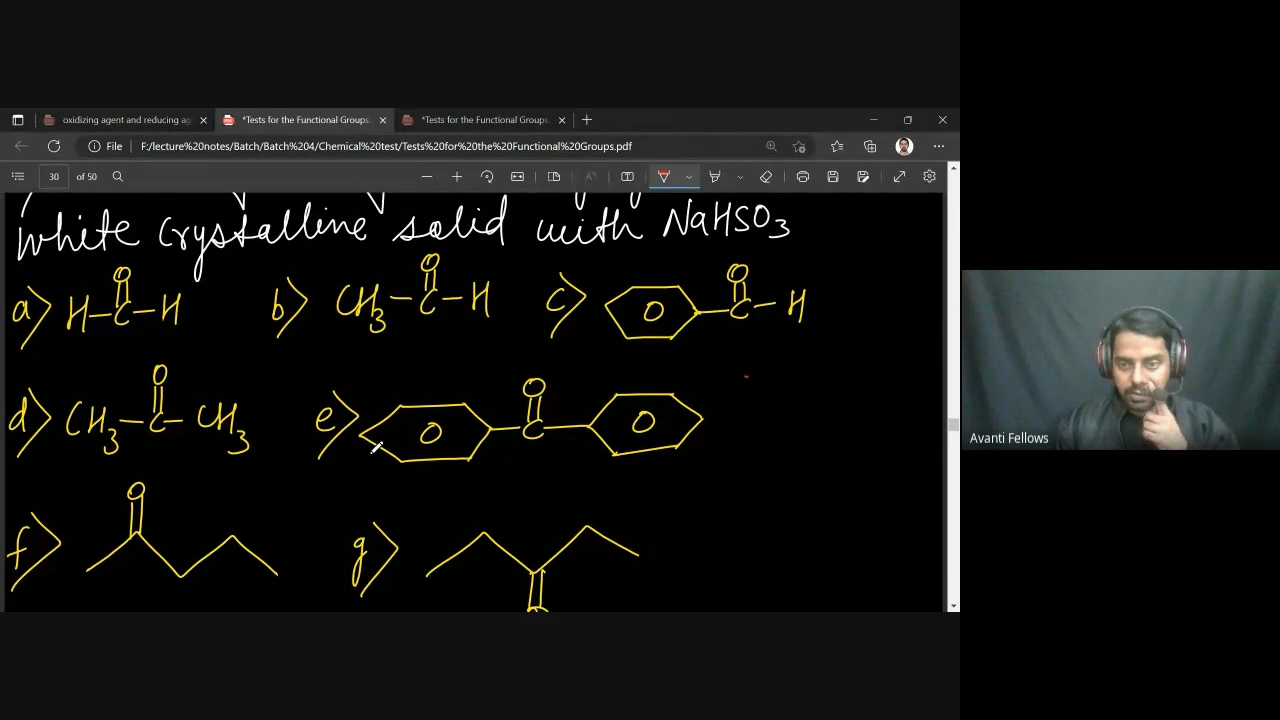 oxidizing agent and reducing ag
*Tests for the Functional Groups.
*Tests for the Functional Groups.
File F:/lecture%20notes/Batch/Batch%204/Chemical%20test/Tests%20for%20the%20Functional%20Groups.pdf
30 of 50
white crystalline solid with NaHSO3
a) H-C-H
O
b) CH3-C-H
O
c) O C-H
O
d) CH3-C-CH3
O
e) O C O
O
f) O
g)
Avanti Fellows